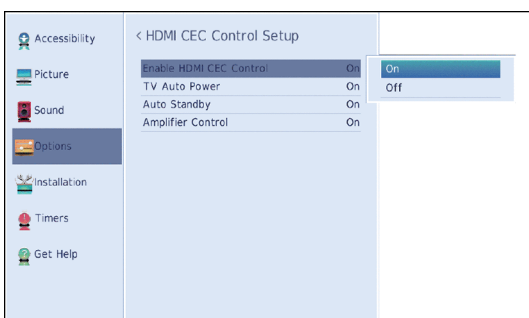 Accessibility
Picture
Sound
Options
Installation
Timers
Get Help
< HDMI CEC Control Setup
Enable HDMI CEC Control On
TV Auto Power On
Auto Standby On
Amplifier Control On
On
Off